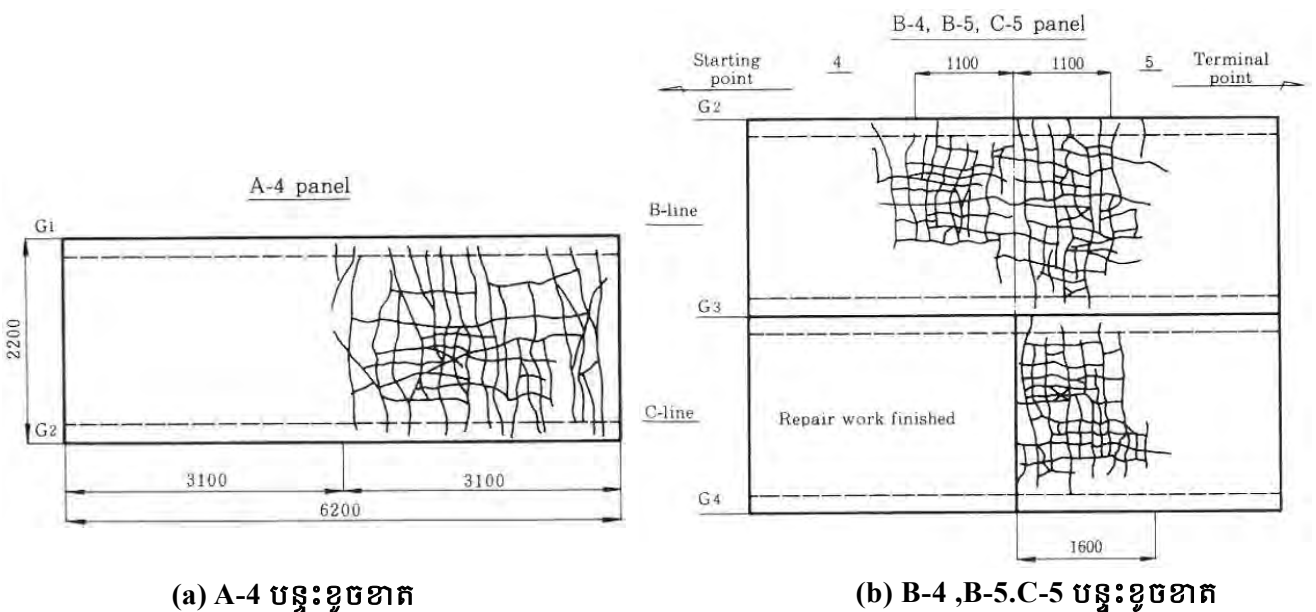 A-4 panel
G1
2200
G2
3100
3100
6200
(a) A-4 បន្ទះខូចខាត
B-4, B-5, C-5 panel
Starting point
4
1100
1100
5
Terminal point
G2
B-line
G3
C-line
Repair work finished
G4
1600
(b) B-4 ,B-5.C-5 បន្ទះខូចខាត